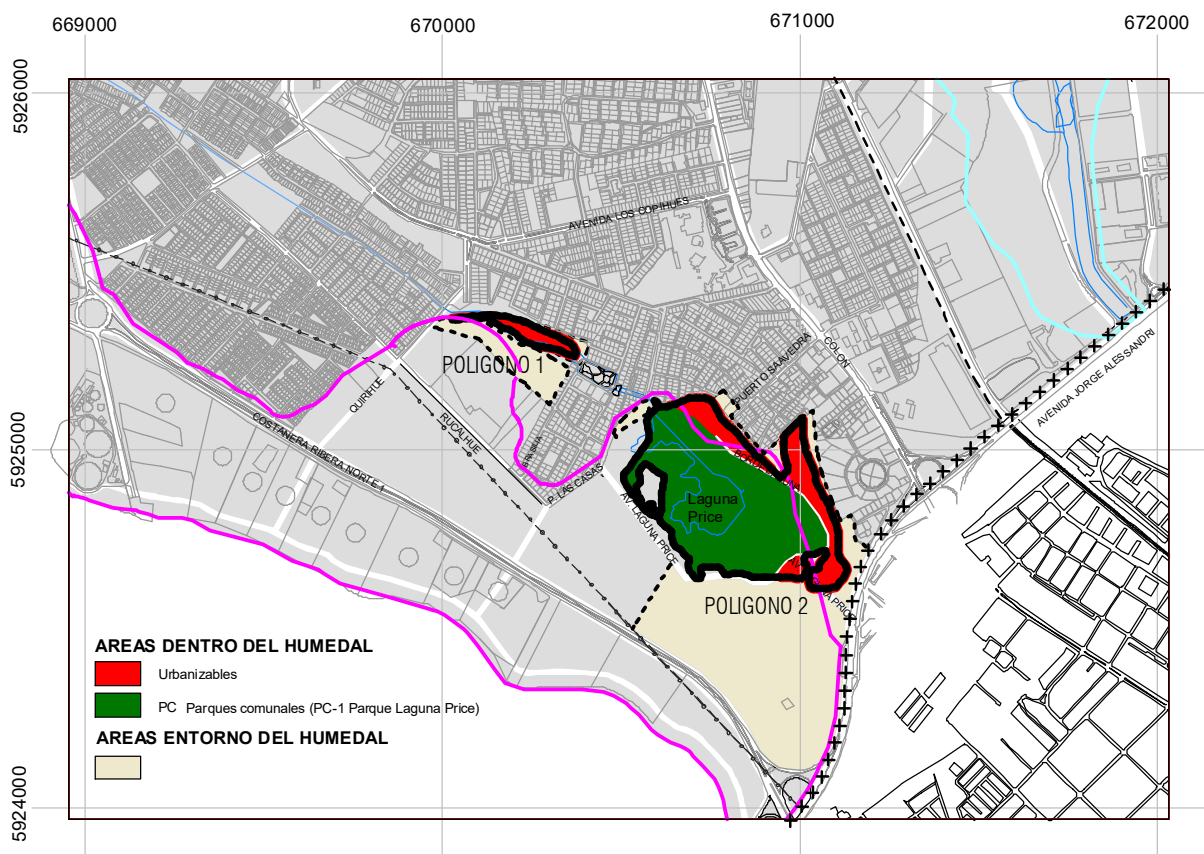 669000
670000
671000
672000
5926000
AVENIDA LOS COPIHUES
COLON
PUERTO SAAVEDRA
AVENIDA JORGE ALESSANDRI
POLIGONO 1
QUIRIHUE
RUCALHUE
COSTANERA RIBERA NORTE 1
5925000
BRASILIA
P. LAS CASAS
AV. LAGUNA PRICE
Laguna
Price
POLIGONO 2
AREAS DENTRO DEL HUMEDAL
Urbanizables
PC Parques comunales (PC-1 Parque Laguna Price)
AREAS ENTORNO DEL HUMEDAL
5924000